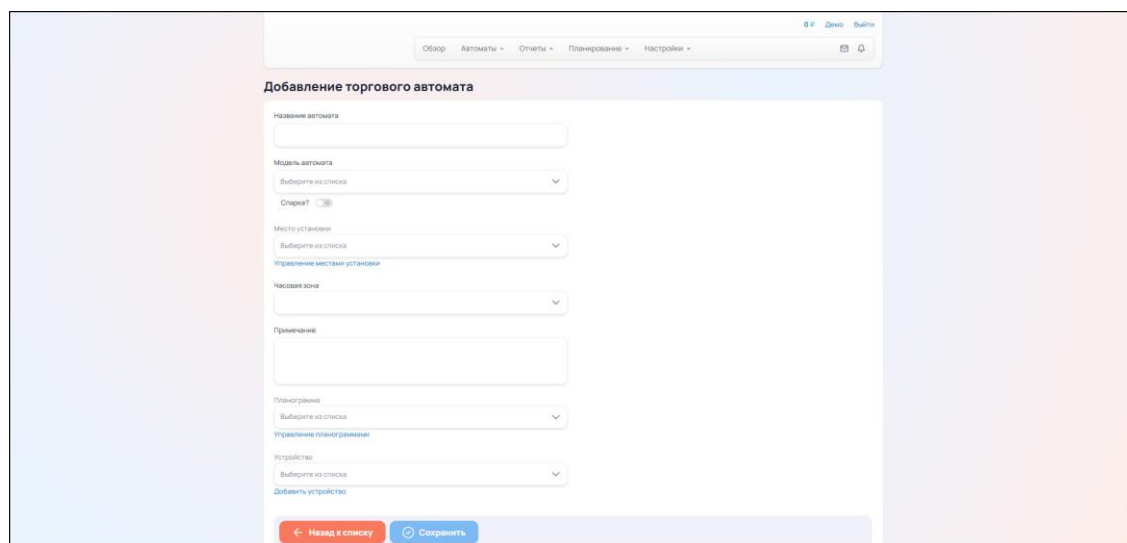 0 ₽ Демо Выйти
Обзор Автоматы Отчеты Планирование Настройки
Добавление торгового автомата
Название автомата
Модель автомата
Выберите из списка
Спарка?
Место установки
Выберите из списка
Управление местами установки
Часовая зона
Примечание
Планограмма
Выберите из списка
Управление планограммами
Устройство
Выберите из списка
Добавить устройство
Назад к списку Сохранить